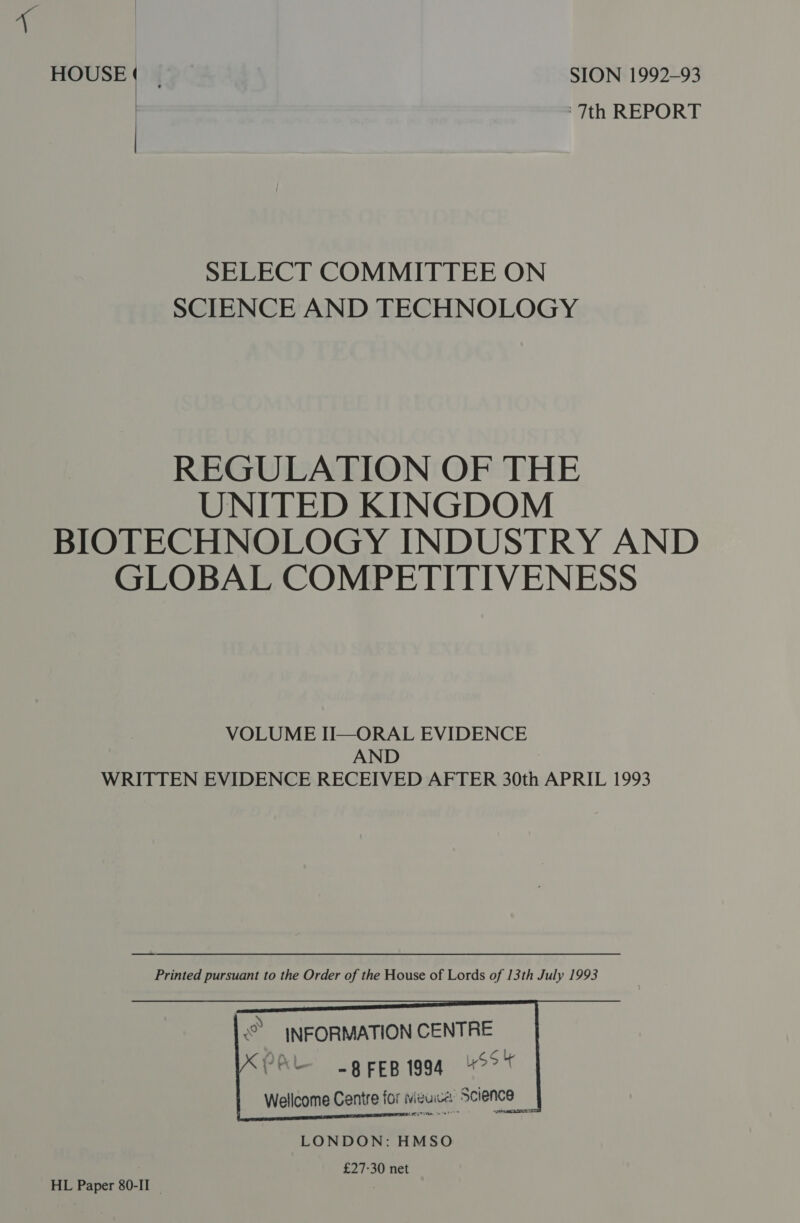 HOUSE SION 1992–93
7th REPORT
SELECT COMMITTEE ON
SCIENCE AND TECHNOLOGY
REGULATION OF THE
UNITED KINGDOM
BIOTECHNOLOGY INDUSTRY AND
GLOBAL COMPETITIVENESS
VOLUME II—ORAL EVIDENCE
AND
WRITTEN EVIDENCE RECEIVED AFTER 30th APRIL 1993
Printed pursuant to the Order of the House of Lords of 13th July 1993
INFORMATION CENTRE
-8 FEB 1994
Wellcome Centre for Science
LONDON: HMSO
£27·30 net
HL Paper 80-II